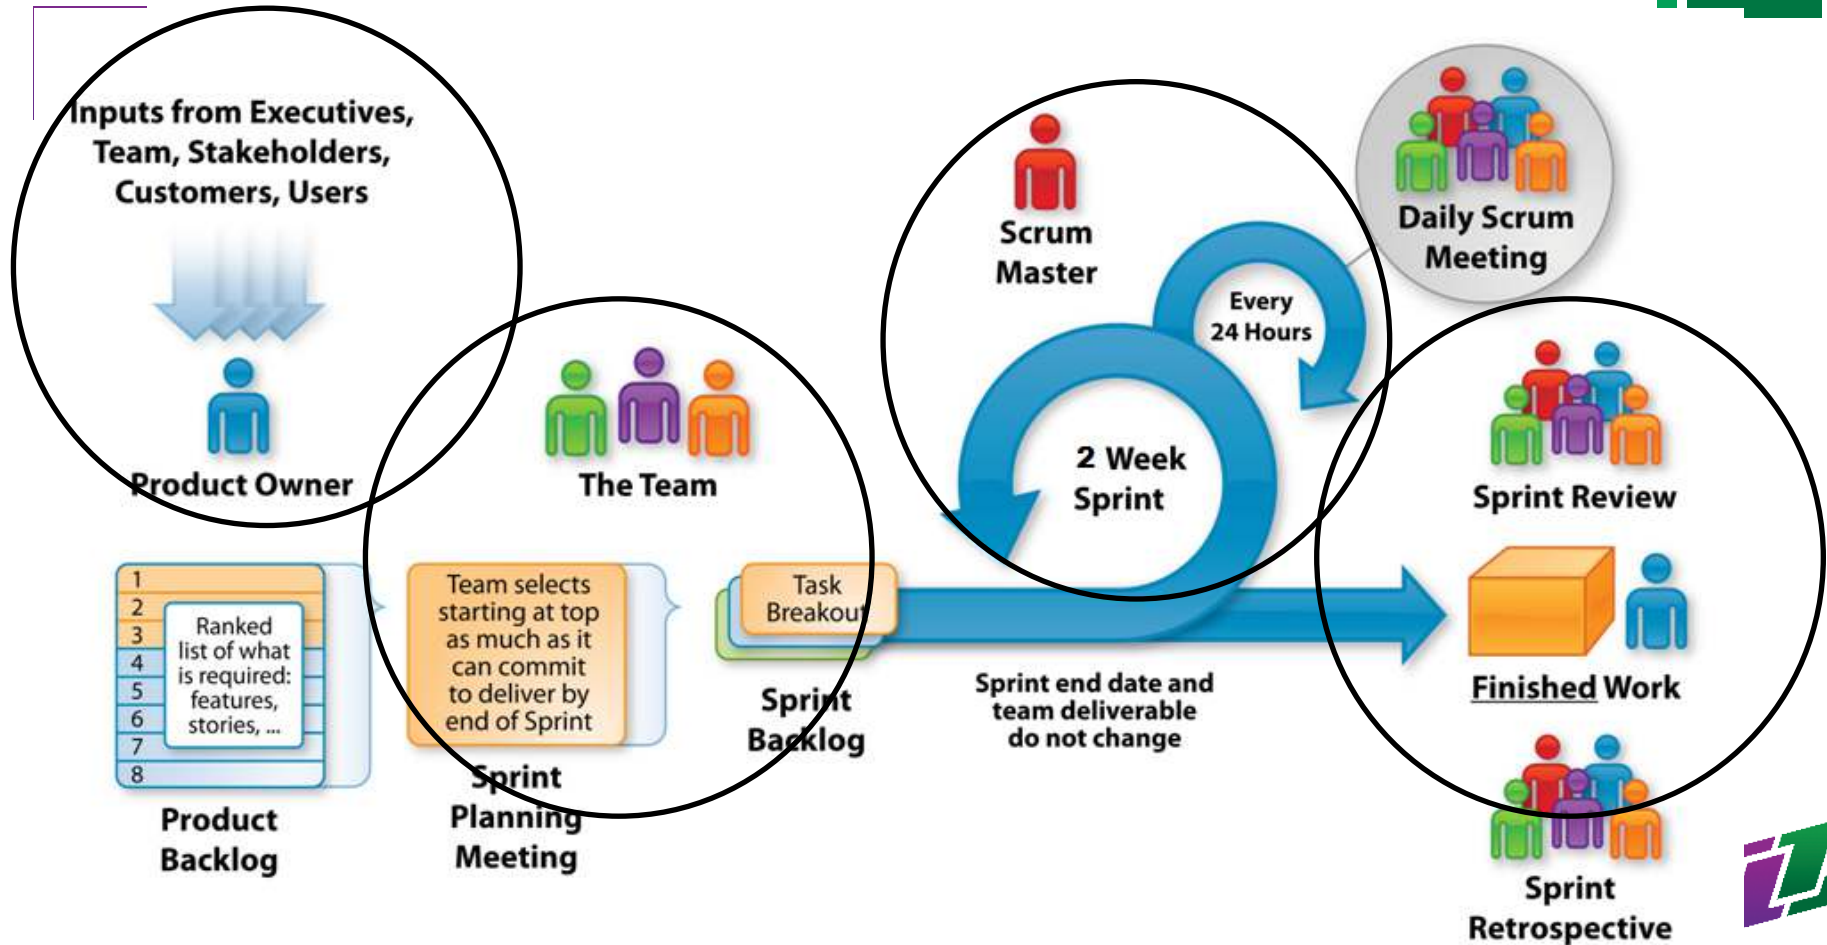 Inputs from Executives,
Team, Stakeholders,
Customers, Users
Product Owner
The Team
Scrum
Master
Every
24 Hours
Daily Scrum
Meeting
2 Week
Sprint
Sprint Review
1
2
3
4
5
6
7
8
Ranked
list of what
is required:
features,
stories, ...
Product
Backlog
Team selects
starting at top
as much as it
can commit
to deliver by
end of Sprint
Sprint
Planning
Meeting
Task
Breakout
Sprint
Backlog
Sprint end date and
team deliverable
do not change
Finished Work
Sprint
Retrospective